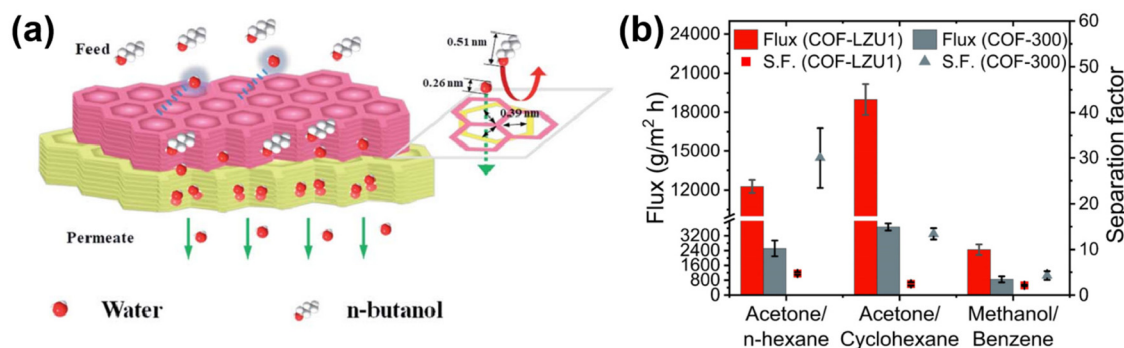 (a)
Feed
0.51 nm
0.26 nm
0.39 nm
Permeate
Water
n-butanol
(b)
Flux (COF-LZU1)
Flux (COF-300)
S.F. (COF-LZU1)
S.F. (COF-300)
Flux (g/m² h)
24000
21000
18000
15000
12000
3200
2400
1600
800
0
60
50
40
30
20
10
0
Separation factor
Acetone/
n-hexane
Acetone/
Cyclohexane
Methanol/
Benzene